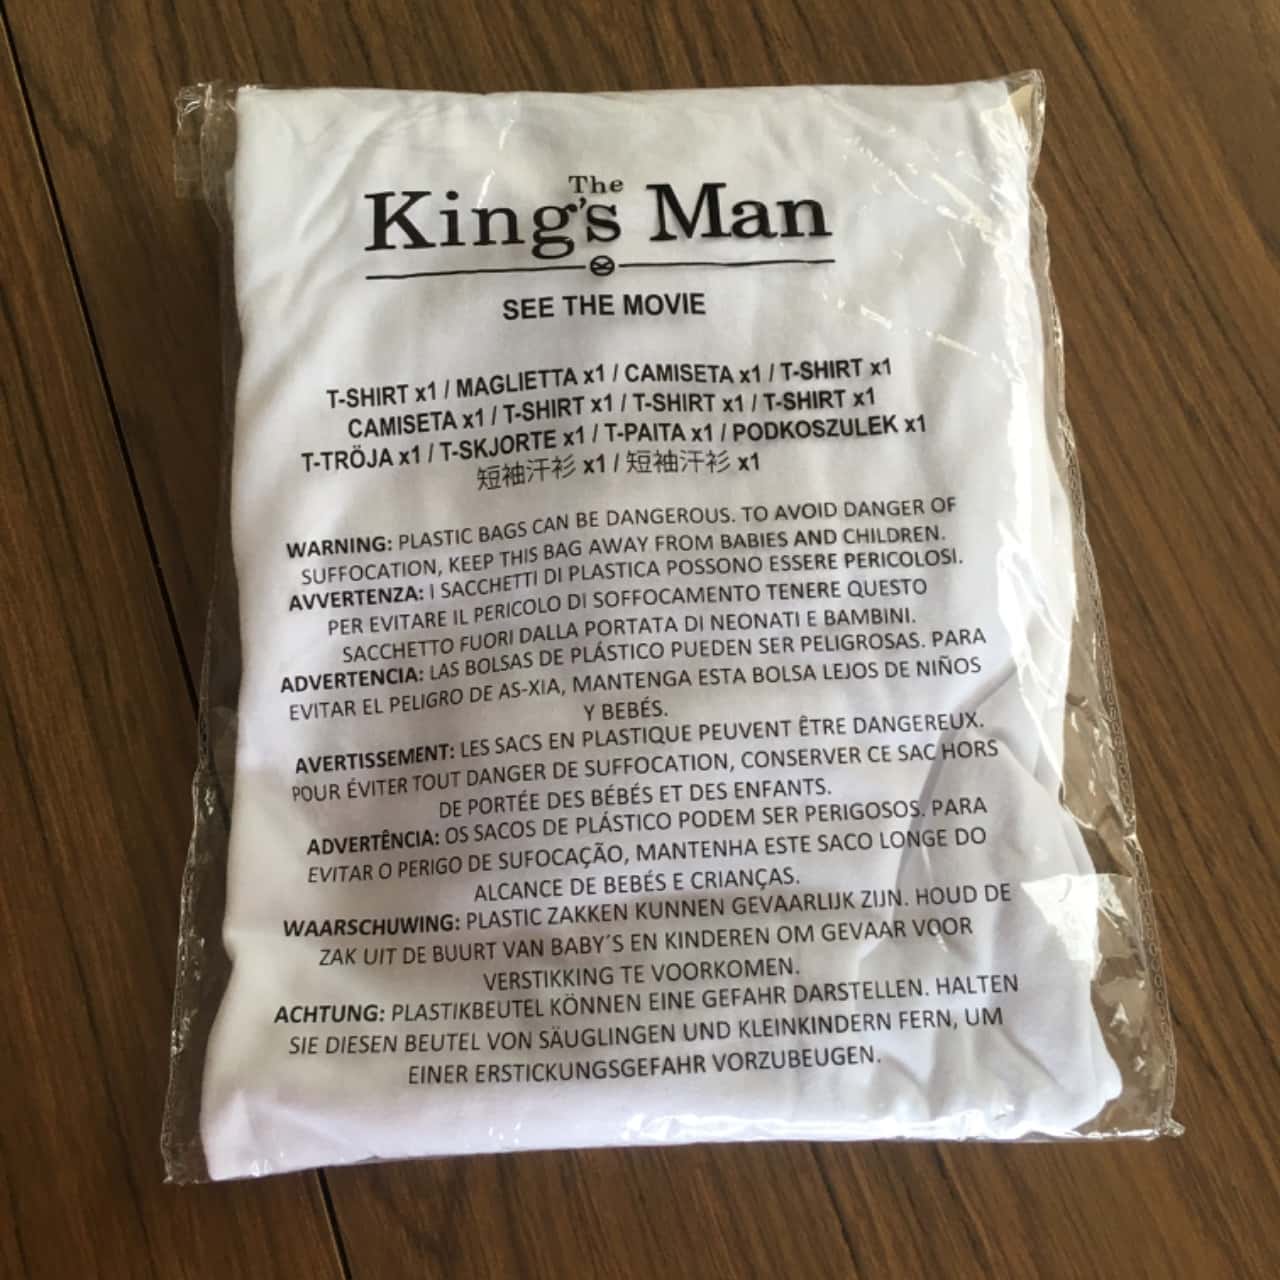 The
King's Man
SEE THE MOVIE
T-SHIRT x1 / MAGLIETTA x1 / CAMISETA x1 / T-SHIRT x1
CAMISETA x1 / T-SHIRT x1 / T-SHIRT x1 / T-SHIRT x1
T-TRÖJA x1 / T-SKJORTE x1 / T-PAITA x1 / PODKOSZULEK x1
短袖汗衫 x1 / 短袖汗衫 x1
WARNING: PLASTIC BAGS CAN BE DANGEROUS. TO AVOID DANGER OF
SUFFOCATION, KEEP THIS BAG AWAY FROM BABIES AND CHILDREN.
AVVERTENZA: I SACCHETTI DI PLASTICA POSSONO ESSERE PERICOLOSI.
PER EVITARE IL PERICOLO DI SOFFOCAMENTO TENERE QUESTO
SACCHETTO FUORI DALLA PORTATA DI NEONATI E BAMBINI.
ADVERTENCIA: LAS BOLSAS DE PLÁSTICO PUEDEN SER PELIGROSAS. PARA
EVITAR EL PELIGRO DE AS-XIA, MANTENGA ESTA BOLSA LEJOS DE NIÑOS
Y BEBÉS.
AVERTISSEMENT: LES SACS EN PLASTIQUE PEUVENT ÊTRE DANGEREUX.
POUR ÉVITER TOUT DANGER DE SUFFOCATION, CONSERVER CE SAC HORS
DE PORTÉE DES BÉBÉS ET DES ENFANTS.
ADVERTÊNCIA: OS SACOS DE PLÁSTICO PODEM SER PERIGOSOS. PARA
EVITAR O PERIGO DE SUFOCAÇÃO, MANTENHA ESTE SACO LONGE DO
ALCANCE DE BEBÉS E CRIANÇAS.
WAARSCHUWING: PLASTIC ZAKKEN KUNNEN GEVAARLIJK ZIJN. HOUD DE
ZAK UIT DE BUURT VAN BABY´S EN KINDEREN OM GEVAAR VOOR
VERSTIKKING TE VOORKOMEN.
ACHTUNG: PLASTIKBEUTEL KÖNNEN EINE GEFAHR DARSTELLEN. HALTEN
SIE DIESEN BEUTEL VON SÄUGLINGEN UND KLEINKINDERN FERN, UM
EINER ERSTICKUNGSGEFAHR VORZUBEUGEN.